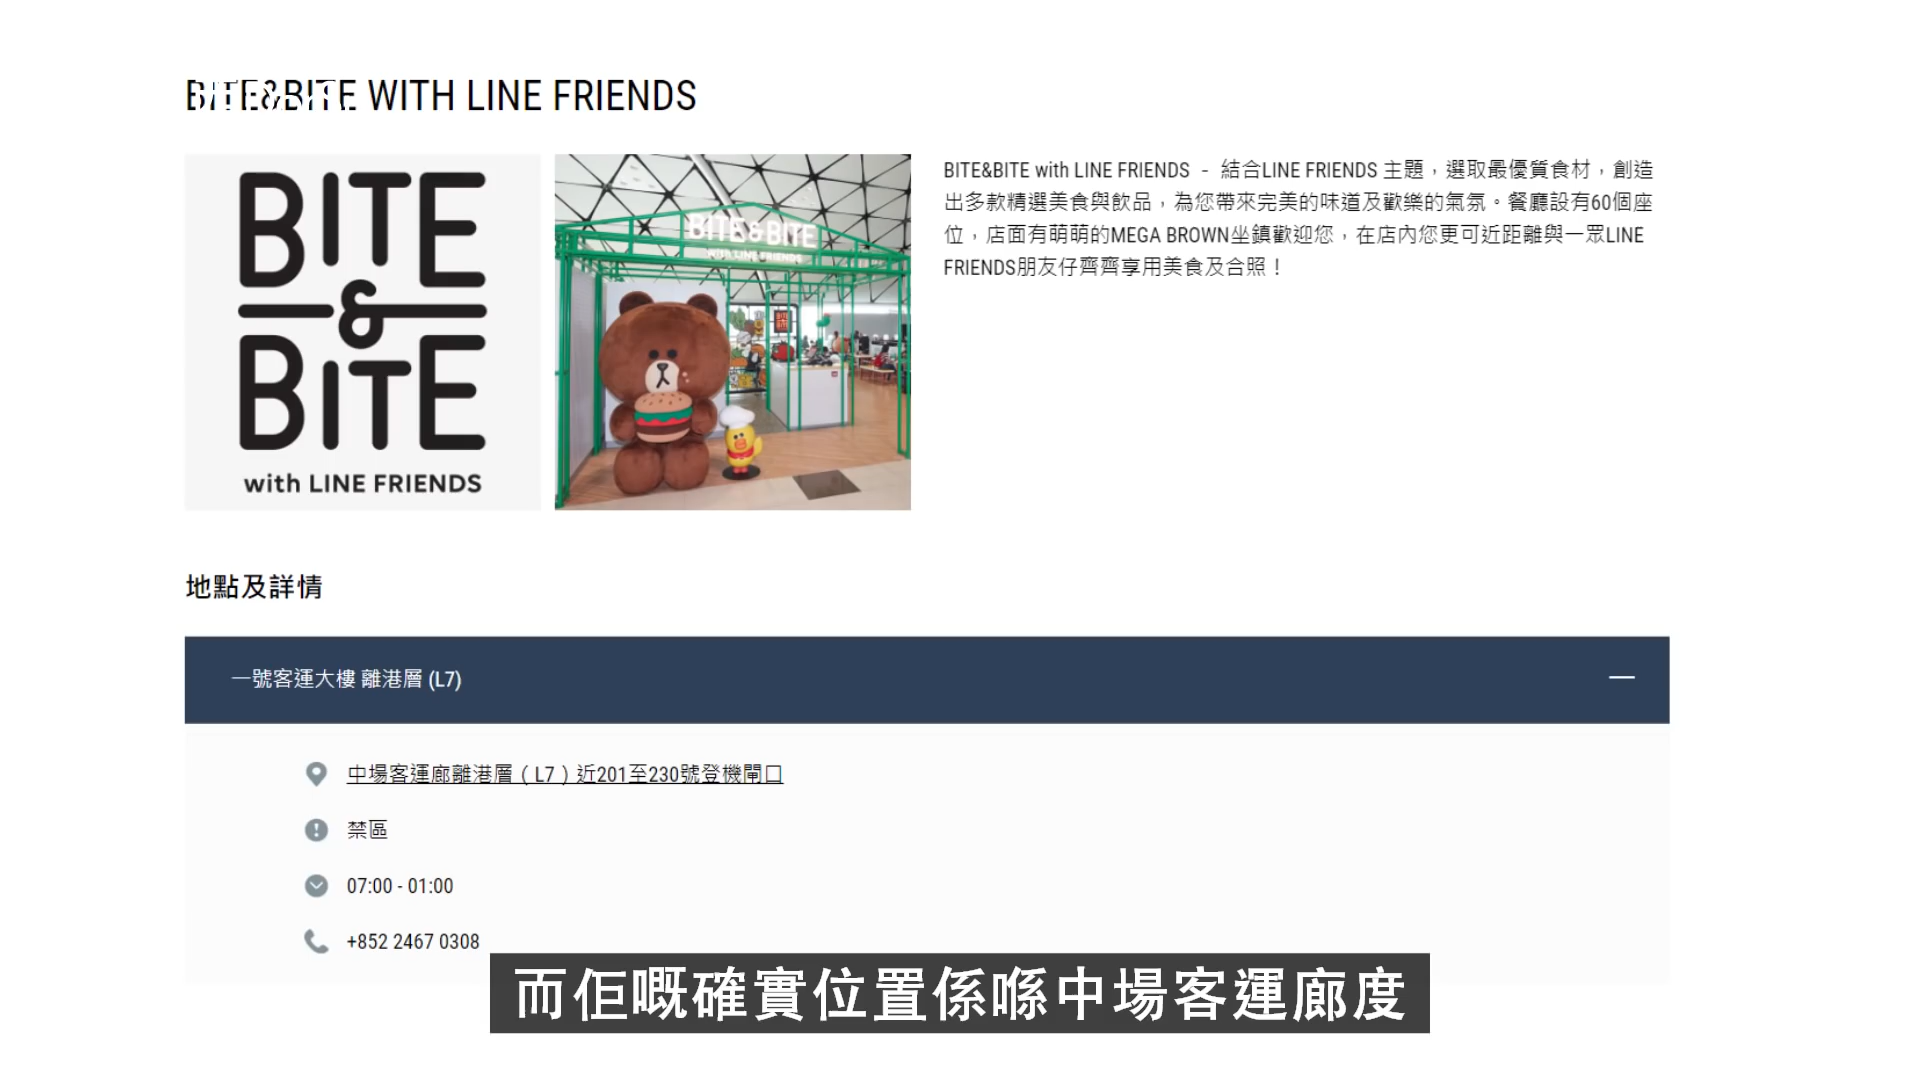 BITE&BITE WITH LINE FRIENDS
BITE
&
BITE
with LINE FRIENDS
BITE&BITE
with LINE FRIENDS
BITE&BITE with LINE FRIENDS － 結合LINE FRIENDS 主題，選取最優質食材，創造
出多款精選美食與飲品，為您帶來完美的味道及歡樂的氣氛。餐廳設有60個座
位，店面有萌萌的MEGA BROWN坐鎮歡迎您，在店內您更可近距離與一眾LINE
FRIENDS朋友仔齊齊享用美食及合照！
地點及詳情
一號客運大樓 離港層 (L7)
中場客運廊離港層（L7）近201至230號登機閘口
禁區
07:00 - 01:00
+852 2467 0308
而佢嘅確實位置係喺中場客運廊度